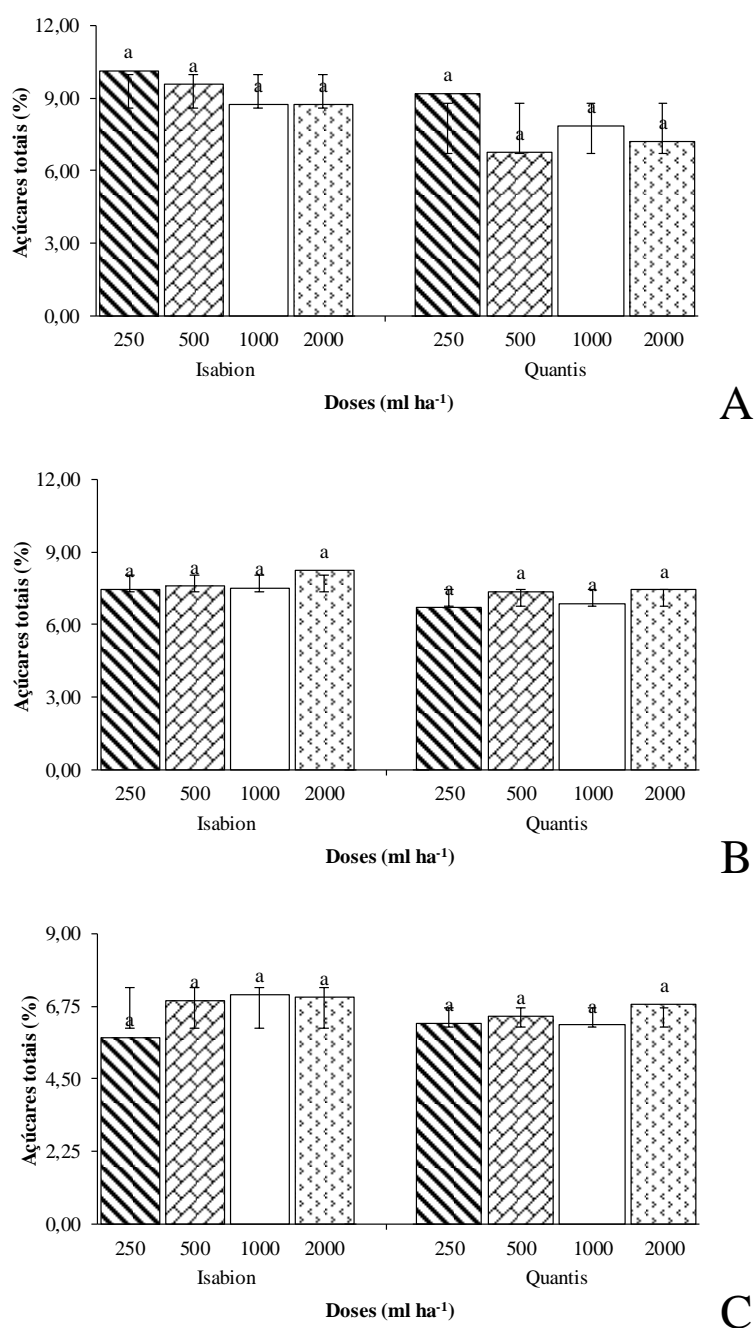 Açúcares totais (%)
12,00
9,00
6,00
3,00
0,00
a a a a a a a a
250 500 1000 2000 250 500 1000 2000
Isabion Quantis
Doses (ml ha⁻¹)
A
Açúcares totais (%)
12,00
9,00
6,00
3,00
0,00
a a a a a a a a
250 500 1000 2000 250 500 1000 2000
Isabion Quantis
Doses (ml ha⁻¹)
B
Açúcares totais (%)
9,00
6,75
4,50
2,25
0,00
a a a a a a a a
250 500 1000 2000 250 500 1000 2000
Isabion Quantis
Doses (ml ha⁻¹)
C